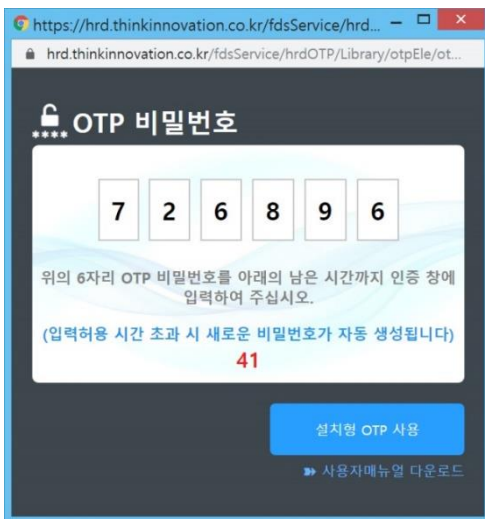 https://hrd.thinkinnovation.co.kr/fdsService/hrd...
hrd.thinkinnovation.co.kr/fdsService/hrdOTP/Library/otpEle/ot...
**** OTP 비밀번호
7 2 6 8 9 6
위의 6자리 OTP 비밀번호를 아래의 남은 시간까지 인증 창에
입력하여 주십시오.
(입력허용 시간 초과 시 새로운 비밀번호가 자동 생성됩니다)
41
설치형 OTP 사용
사용자매뉴얼 다운로드